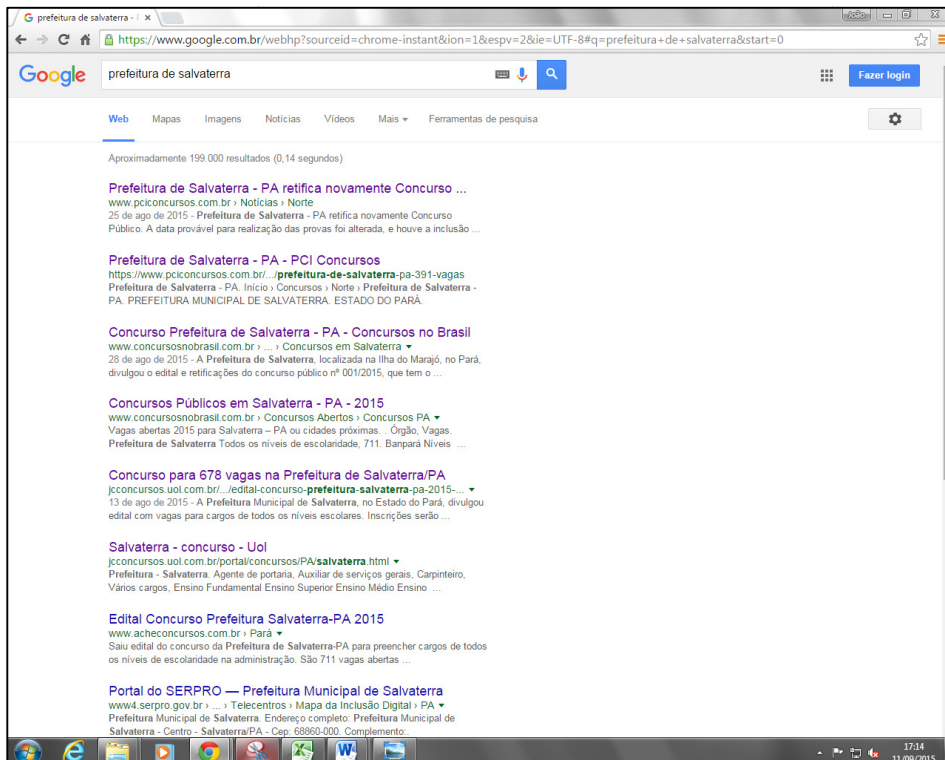 prefeitura de salvaterra - 
João
https://www.google.com.br/webhp?sourceid=chrome-instant&ion=1&espv=2&ie=UTF-8#q=prefeitura+de+salvaterra&start=0
Google
prefeitura de salvaterra
Fazer login
Web Mapas Imagens Notícias Vídeos Mais Ferramentas de pesquisa
Aproximadamente 199.000 resultados (0,14 segundos)
Prefeitura de Salvaterra - PA retifica novamente Concurso ...
www.pciconcursos.com.br › Notícias › Norte
25 de ago de 2015 - Prefeitura de Salvaterra - PA retifica novamente Concurso
Público. A data provável para realização das provas foi alterada, e houve a inclusão ...
Prefeitura de Salvaterra - PA - PCI Concursos
https://www.pciconcursos.com.br/.../prefeitura-de-salvaterra-pa-391-vagas
Prefeitura de Salvaterra - PA. Início › Concursos › Norte › Prefeitura de Salvaterra -
PA. PREFEITURA MUNICIPAL DE SALVATERRA. ESTADO DO PARÁ.
Concurso Prefeitura de Salvaterra - PA - Concursos no Brasil
www.concursosnobrasil.com.br › ... › Concursos em Salvaterra
28 de ago de 2015 - A Prefeitura de Salvaterra, localizada na Ilha do Marajó, no Pará,
divulgou o edital e retificações do concurso público nº 001/2015, que tem o ...
Concursos Públicos em Salvaterra - PA - 2015
www.concursosnobrasil.com.br › Concursos Abertos › Concursos PA
Vagas abertas 2015 para Salvaterra – PA ou cidades próximas. . Órgão, Vagas.
Prefeitura de Salvaterra Todos os níveis de escolaridade, 711. Banpará Níveis ...
Concurso para 678 vagas na Prefeitura de Salvaterra/PA
jcconcursos.uol.com.br/.../edital-concurso-prefeitura-salvaterra-pa-2015-...
13 de ago de 2015 - A Prefeitura Municipal de Salvaterra, no Estado do Pará, divulgou
edital com vagas para cargos de todos os níveis escolares. Inscrições serão ...
Salvaterra - concurso - Uol
jcconcursos.uol.com.br/portal/concursos/PA/salvaterra.html
Prefeitura - Salvaterra. Agente de portaria, Auxiliar de serviços gerais, Carpinteiro,
Vários cargos, Ensino Fundamental Ensino Superior Ensino Médio Ensino ...
Edital Concurso Prefeitura Salvaterra-PA 2015
www.acheconcursos.com.br › Pará
Saiu edital do concurso da Prefeitura de Salvaterra-PA para preencher cargos de todos
os níveis de escolaridade na administração. São 711 vagas abertas ...
Portal do SERPRO — Prefeitura Municipal de Salvaterra
www4.serpro.gov.br › ... › Telecentros › Mapa da Inclusão Digital › PA
Prefeitura Municipal de Salvaterra. Endereço completo: Prefeitura Municipal de
Salvaterra - Centro - Salvaterra/PA - Cep: 68860-000. Complemento:.
17:14
11/09/2015